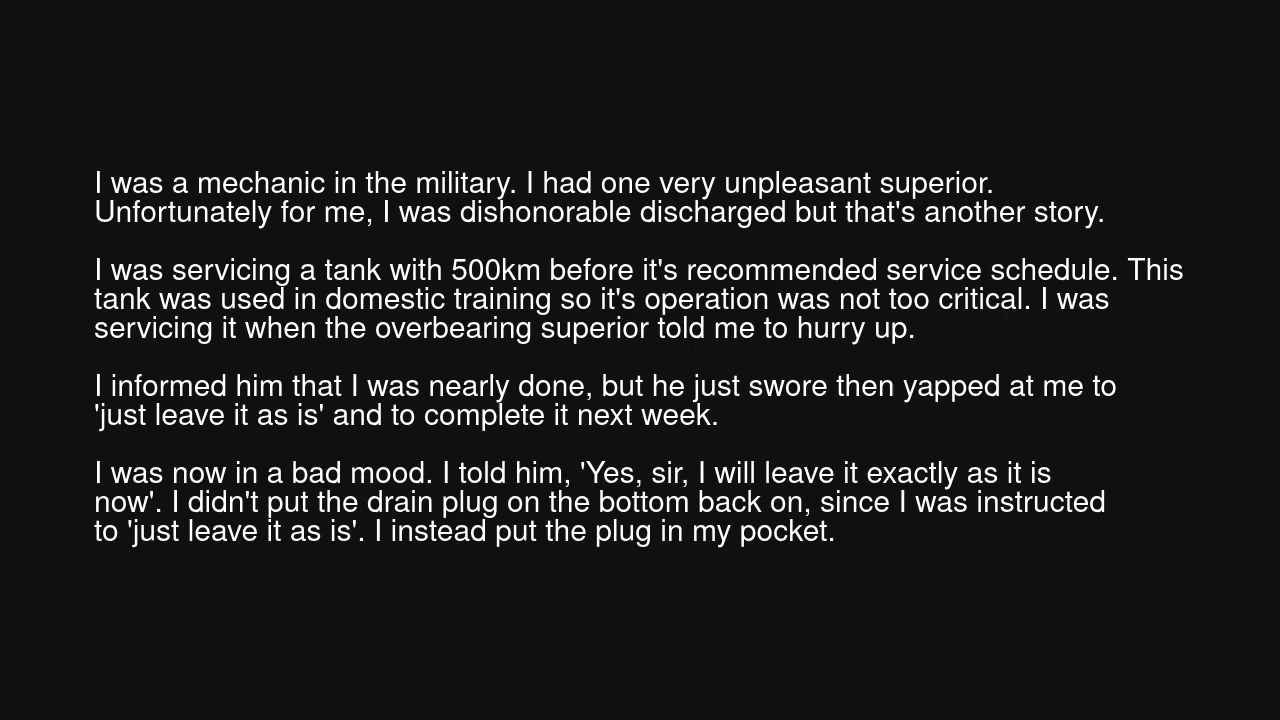 I was a mechanic in the military. I had one very unpleasant superior.
Unfortunately for me, I was dishonorable discharged but that's another story.
I was servicing a tank with 500km before it's recommended service schedule. This
tank was used in domestic training so it's operation was not too critical. I was
servicing it when the overbearing superior told me to hurry up.
I informed him that I was nearly done, but he just swore then yapped at me to
'just leave it as is' and to complete it next week.
I was now in a bad mood. I told him, 'Yes, sir, I will leave it exactly as it is
now'. I didn't put the drain plug on the bottom back on, since I was instructed
to 'just leave it as is'. I instead put the plug in my pocket.